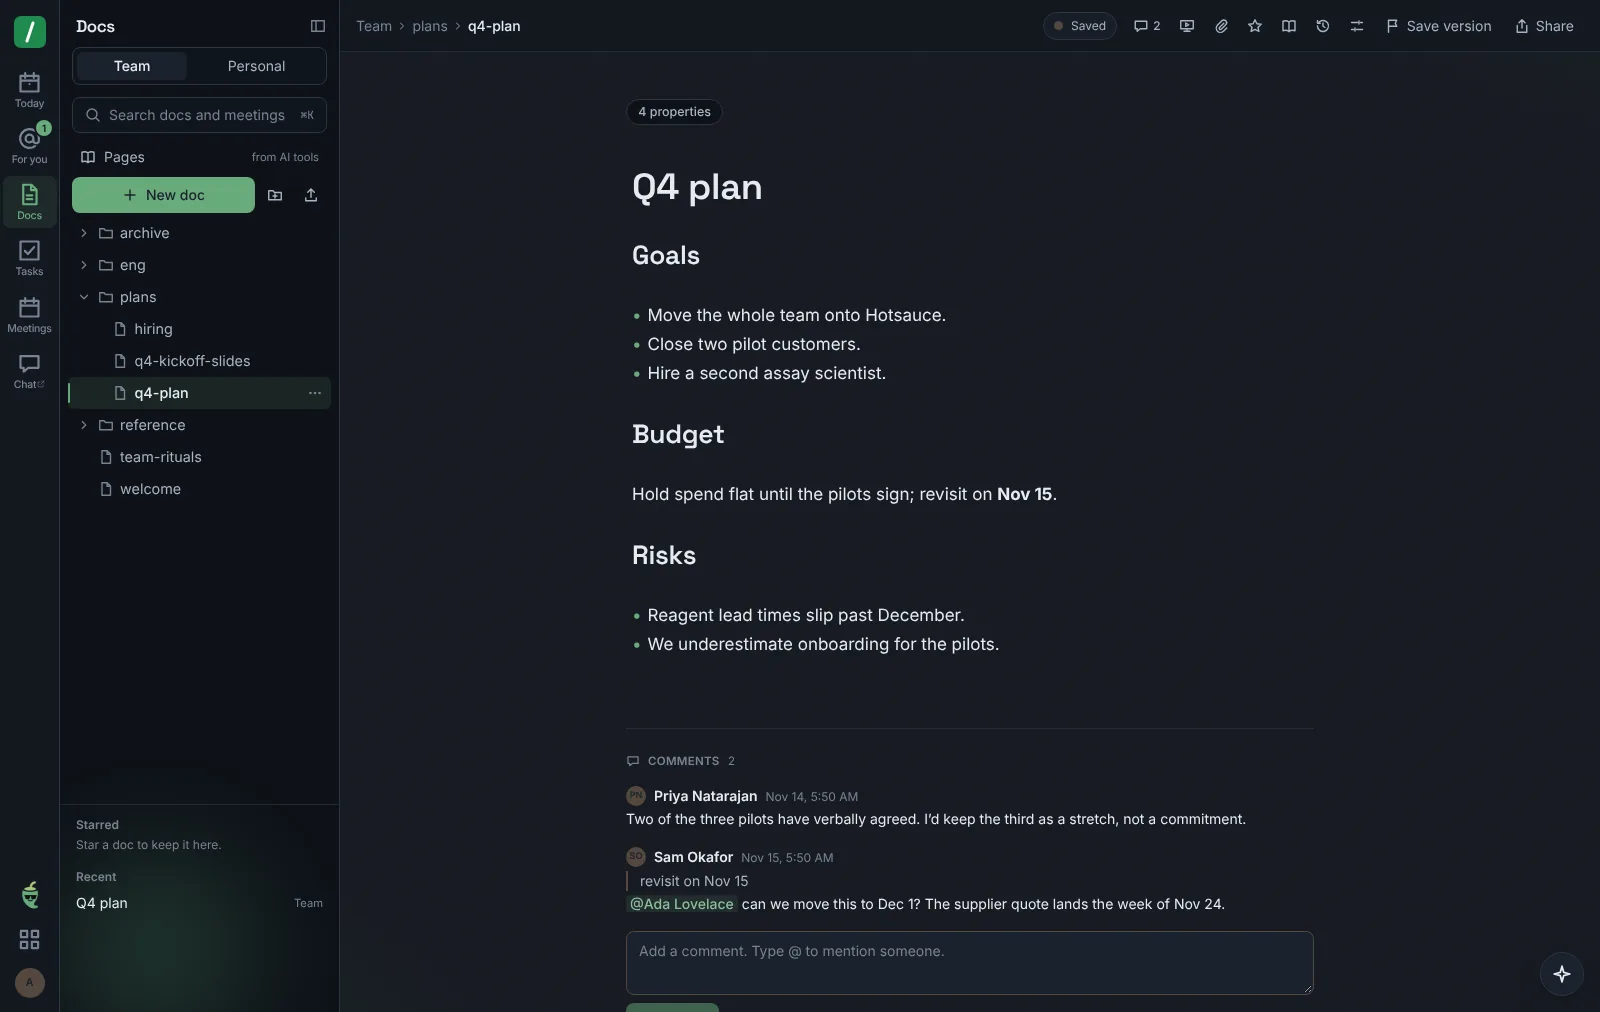 Docs
Team
Personal
Search docs and meetings
⌘K
Pages
from AI tools
New doc
archive
eng
plans
hiring
q4-kickoff-slides
q4-plan
reference
team-rituals
welcome
Starred
Star a doc to keep it here.
Recent
Q4 plan
Team
Today
1
For you
Docs
Tasks
Meetings
Chat
A
Team > plans > q4-plan
Saved
2
Save version
Share
4 properties
Q4 plan
Goals
• Move the whole team onto Hotsauce.
• Close two pilot customers.
• Hire a second assay scientist.
Budget
Hold spend flat until the pilots sign; revisit on Nov 15.
Risks
• Reagent lead times slip past December.
• We underestimate onboarding for the pilots.
COMMENTS 2
PN Priya Natarajan Nov 14, 5:50 AM
Two of the three pilots have verbally agreed. I'd keep the third as a stretch, not a commitment.
SO Sam Okafor Nov 15, 5:50 AM
revisit on Nov 15
@Ada Lovelace can we move this to Dec 1? The supplier quote lands the week of Nov 24.
Add a comment. Type @ to mention someone.